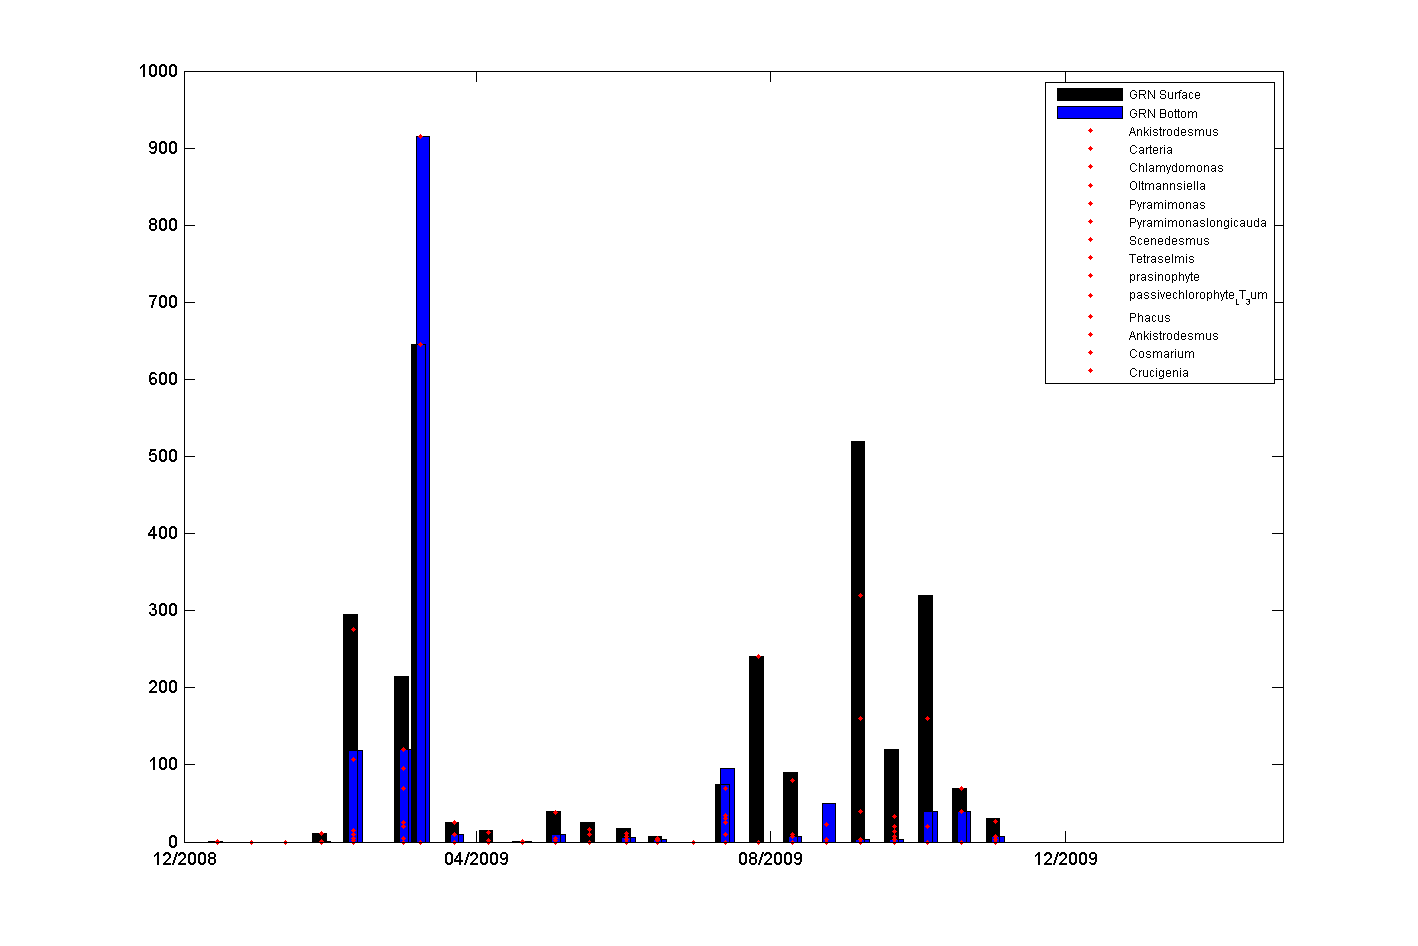 1000
900
800
700
600
500
400
300
200
100
0
12/2008 04/2009 08/2009 12/2009
GRN Surface
GRN Bottom
Ankistrodesmus
Carteria
Chlamydomonas
Oltmannsiella
Pyramimonas
Pyramimonaslongicauda
Scenedesmus
Tetraselmis
prasinophyte
passivechlorophyteLT3um
Phacus
Ankistrodesmus
Cosmarium
Crucigenia